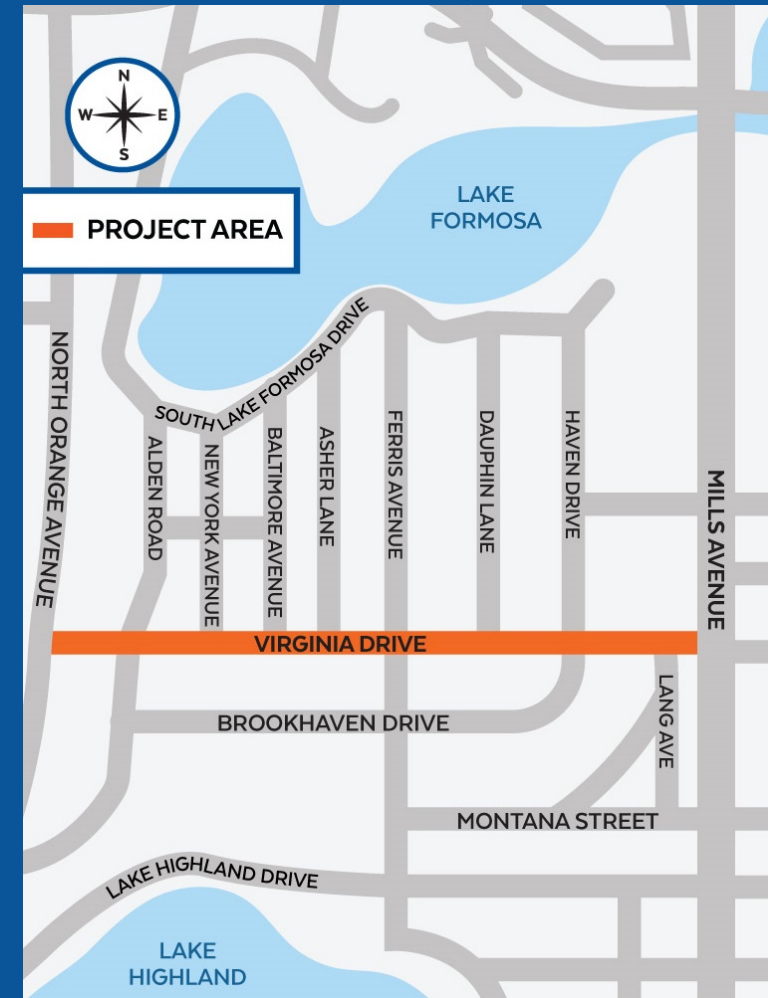 N
W E
S
PROJECT AREA
LAKE
FORMOSA
NORTH ORANGE AVENUE
SOUTH LAKE FORMOSA DRIVE
ALDEN ROAD
NEW YORK AVENUE
BALTIMORE AVENUE
ASHER LANE
FERRIS AVENUE
DAUPHIN LANE
HAVEN DRIVE
MILLS AVENUE
VIRGINIA DRIVE
LANG AVE
BROOKHAVEN DRIVE
MONTANA STREET
LAKE HIGHLAND DRIVE
LAKE
HIGHLAND